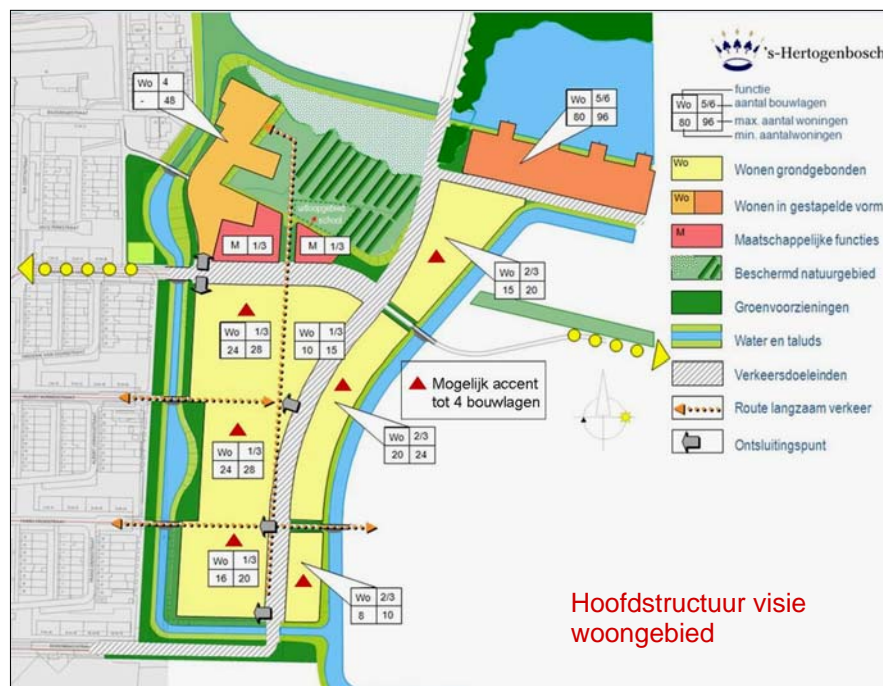 's-Hertogenbosch
functie
Wo 5/6 aantal bouwlagen
80 96 max. aantal woningen
min. aantalwoningen
Wo Wonen grondgebonden
Wo Wonen in gestapelde vorm
M Maatschappelijke functies
Beschermd natuurgebied
Groenvoorzieningen
Water en taluds
Verkeersdoeleinden
Route langzaam verkeer
Ontsluitingspunt
Wo 4
- 48
Wo 5/6
80 96
uitloopgebied
school
M 1/3
M 1/3
Wo 2/3
15 20
Wo 1/3
24 28
Wo 1/3
10 15
Mogelijk accent
tot 4 bouwlagen
Wo 2/3
20 24
Wo 1/3
24 28
Wo 1/3
16 20
Wo 2/3
8 10
Hoofdstructuur visie
woongebied